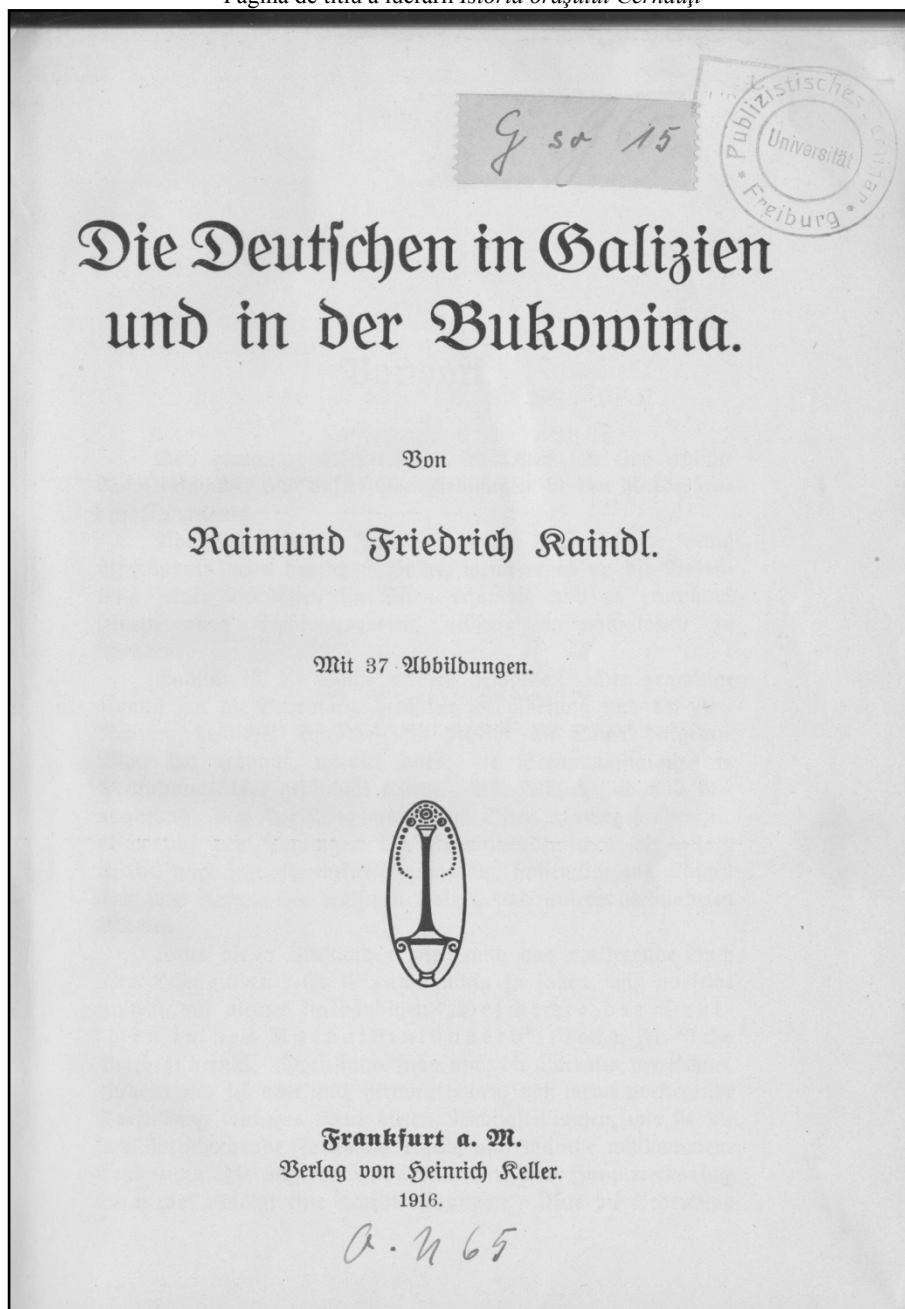 Pagina de titlu a lucrării Istoria orașului Cernăuți
G so 15
Publizistisches
Universität
* Freiburg *
Die Deutſchen in Galizien
und in der Bukowina.
Von
Raimund Friedrich Kaindl.
Mit 37 Abbildungen.
Frankfurt a. M.
Verlag von Heinrich Keller.
1916.
65